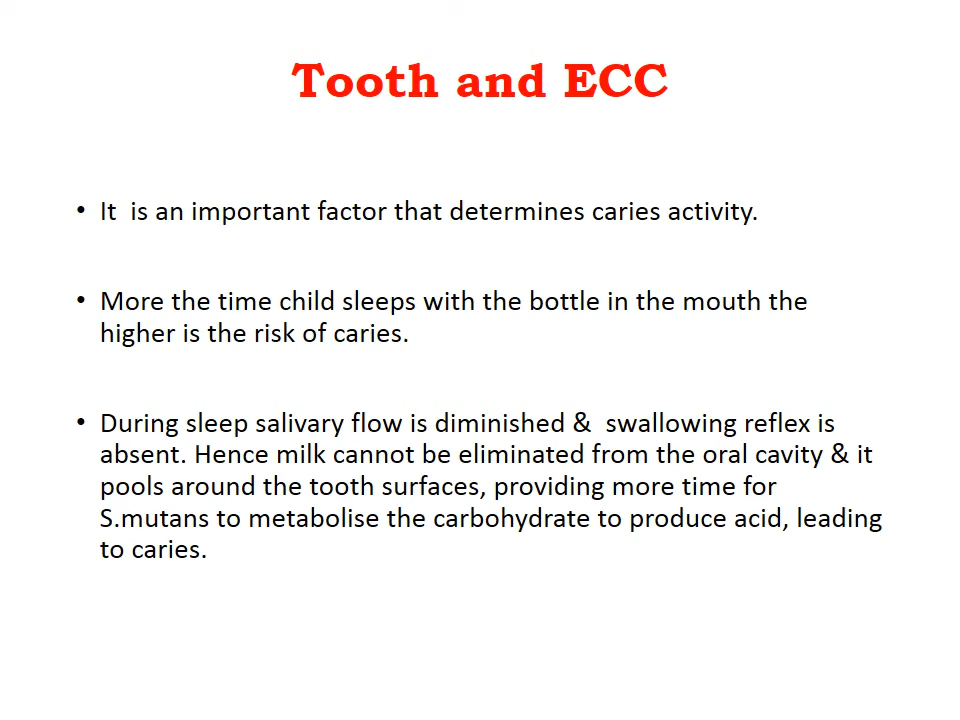 Tooth and ECC
• It  is an important factor that determines caries activity.
• More the time child sleeps with the bottle in the mouth the
higher is the risk of caries.
• During sleep salivary flow is diminished &  swallowing reflex is
absent. Hence milk cannot be eliminated from the oral cavity & it
pools around the tooth surfaces, providing more time for
S.mutans to metabolise the carbohydrate to produce acid, leading
to caries.